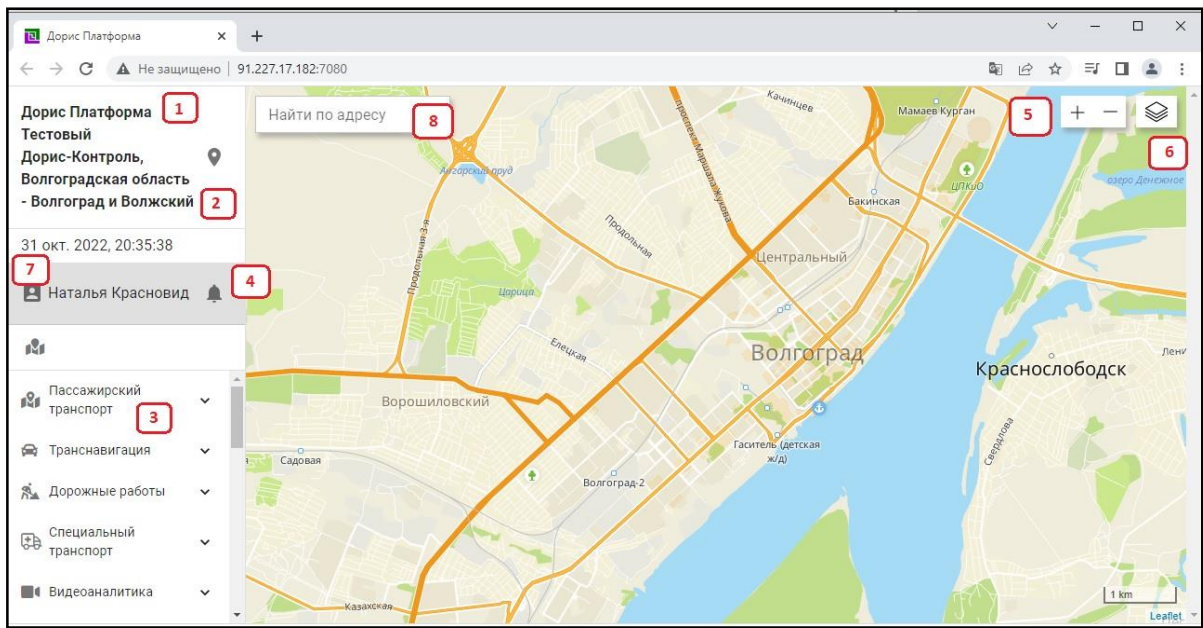 Дорис Платформа
Не защищено | 91.227.17.182:7080
Дорис Платформа
1
Тестовый
Дорис-Контроль,
Волгоградская область
- Волгоград и Волжский
2
31 окт. 2022, 20:35:38
7
4
Наталья Красновид
Пассажирский
транспорт
3
Транснавигация
Дорожные работы
Специальный
транспорт
Видеоаналитика
Найти по адресу
8
5
+ −
6
Качинцев
Мамаев Курган
проспект Маршала Жукова
Ангарский пруд
ЦПКиО
озеро Денежное
Бакинская
Продольная
Продольная 3-я
Центральный
Царица
Елецкая
Волгоград
Краснослободск
Лени
Ворошиловский
Свердлова
Гаситель (детская
ж/д)
Садовая
Волгоград-2
Казахская
1 km
Leaflet